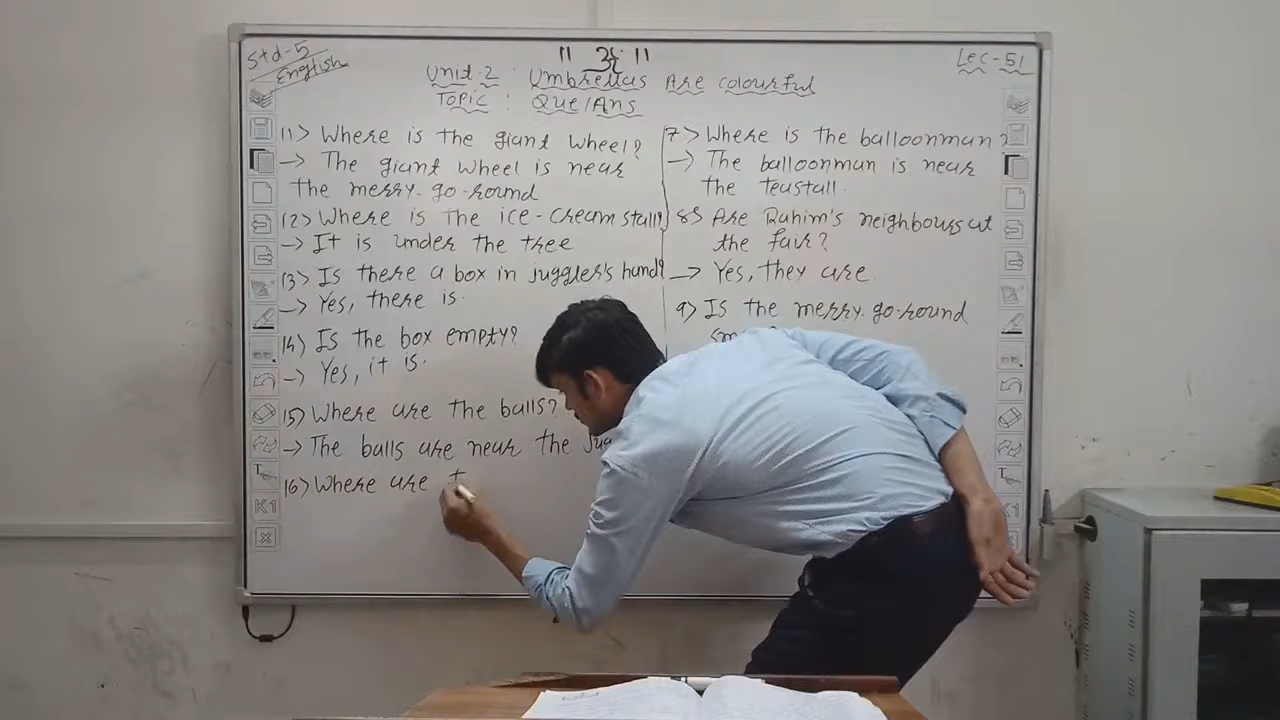 Std-5
English
Lec-51
Unit-2 : Umbrellas Are colourful
Topic : Que/Ans
11> Where is the giant wheel?
→ The giant wheel is near
the merry-go-round
12> Where is the ice-cream stall?
→ It is under the tree
13> Is there a box in juggler's hand?
→ Yes, there is.
14> Is the box empty?
→ Yes, it is.
15> Where are the balls?
→ The balls are near the
16> Where are t
7> Where is the balloonman?
→ The balloonman is near
the teastall.
8> Are Rahim's neighbours at
the fair?
→ Yes, they are
9> Is the merry-go-round
K1
K1